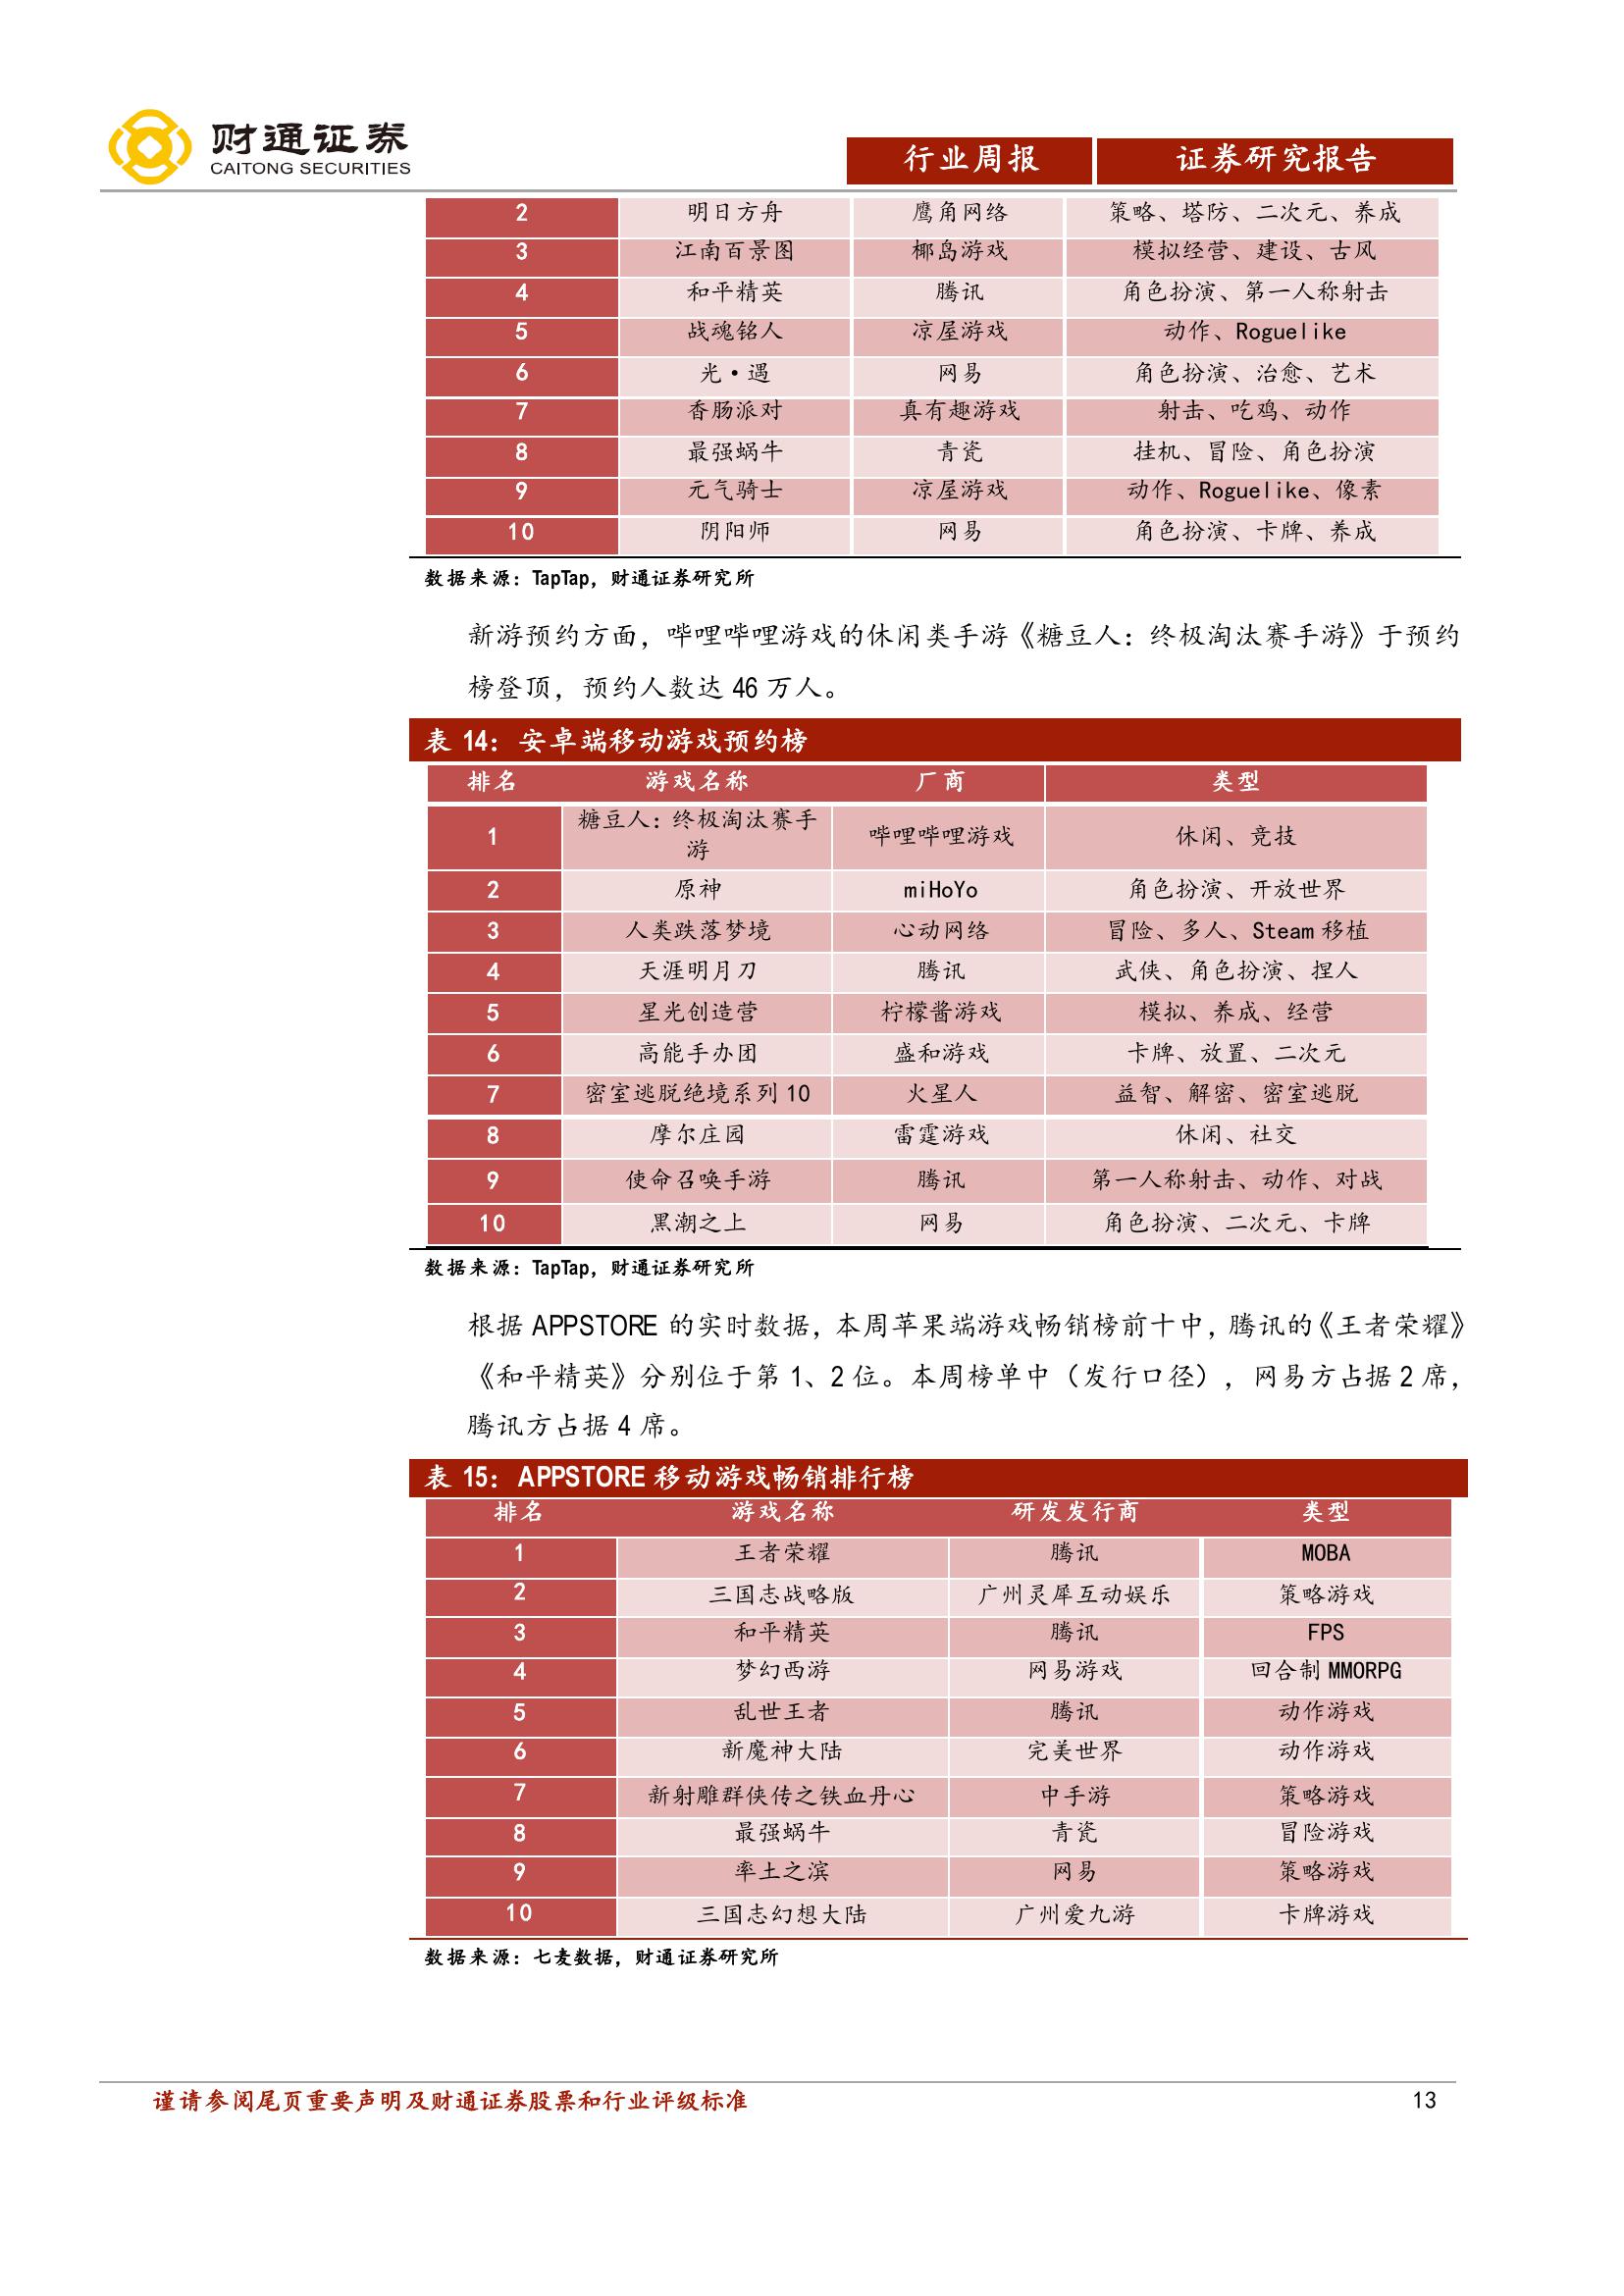 财通证券
CAITONG SECURITIES
行业周报 证券研究报告
2 明日方舟 鹰角网络 策略、塔防、二次元、养成
3 江南百景图 椰岛游戏 模拟经营、建设、古风
4 和平精英 腾讯 角色扮演、第一人称射击
5 战魂铭人 凉屋游戏 动作、Roguelike
6 光·遇 网易 角色扮演、治愈、艺术
7 香肠派对 真有趣游戏 射击、吃鸡、动作
8 最强蜗牛 青瓷 挂机、冒险、角色扮演
9 元气骑士 凉屋游戏 动作、Roguelike、像素
10 阴阳师 网易 角色扮演、卡牌、养成
数据来源：TapTap，财通证券研究所
新游预约方面，哔哩哔哩游戏的休闲类手游《糖豆人：终极淘汰赛手游》于预约
榜登顶，预约人数达 46 万人。
表 14：安卓端移动游戏预约榜
排名 游戏名称 厂商 类型
1 糖豆人：终极淘汰赛手
游 哔哩哔哩游戏 休闲、竞技
2 原神 miHoYo 角色扮演、开放世界
3 人类跌落梦境 心动网络 冒险、多人、Steam 移植
4 天涯明月刀 腾讯 武侠、角色扮演、捏人
5 星光创造营 柠檬酱游戏 模拟、养成、经营
6 高能手办团 盛和游戏 卡牌、放置、二次元
7 密室逃脱绝境系列 10 火星人 益智、解密、密室逃脱
8 摩尔庄园 雷霆游戏 休闲、社交
9 使命召唤手游 腾讯 第一人称射击、动作、对战
10 黑潮之上 网易 角色扮演、二次元、卡牌
数据来源：TapTap，财通证券研究所
根据 APPSTORE 的实时数据，本周苹果端游戏畅销榜前十中，腾讯的《王者荣耀》
《和平精英》分别位于第 1、2 位。本周榜单中（发行口径），网易方占据 2 席，
腾讯方占据 4 席。
表 15：APPSTORE 移动游戏畅销排行榜
排名 游戏名称 研发发行商 类型
1 王者荣耀 腾讯 MOBA
2 三国志战略版 广州灵犀互动娱乐 策略游戏
3 和平精英 腾讯 FPS
4 梦幻西游 网易游戏 回合制 MMORPG
5 乱世王者 腾讯 动作游戏
6 新魔神大陆 完美世界 动作游戏
7 新射雕群侠传之铁血丹心 中手游 策略游戏
8 最强蜗牛 青瓷 冒险游戏
9 率土之滨 网易 策略游戏
10 三国志幻想大陆 广州爱九游 卡牌游戏
数据来源：七麦数据，财通证券研究所
谨请参阅尾页重要声明及财通证券股票和行业评级标准 13